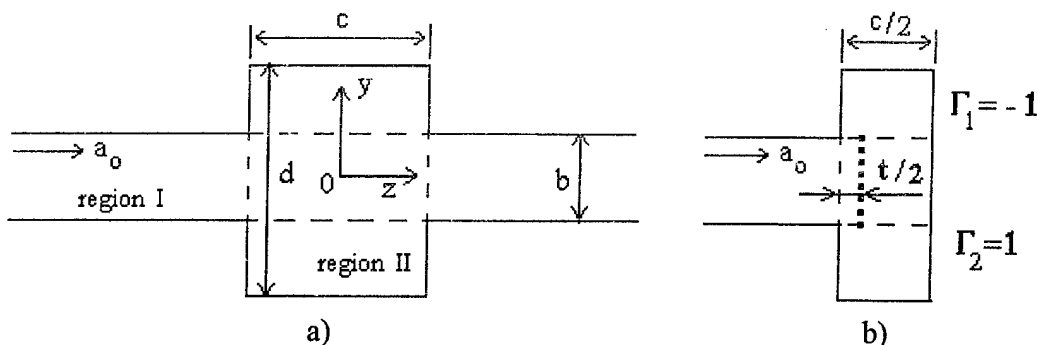 c
y
a₀
d
0
z
b
region I
region II
a)
c/2
Γ₁=-1
a₀
t/2
Γ₂=1
b)